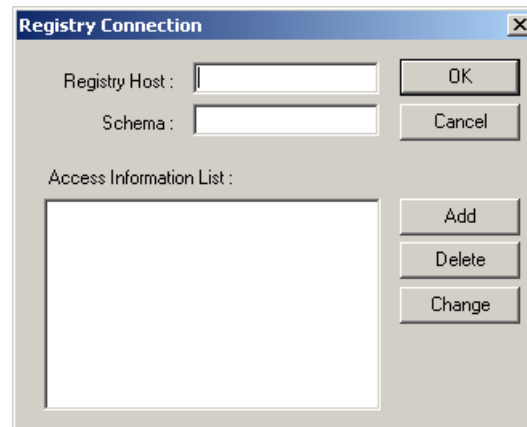 Registry Connection
Registry Host :
OK
Schema :
Cancel
Access Information List :
Add
Delete
Change